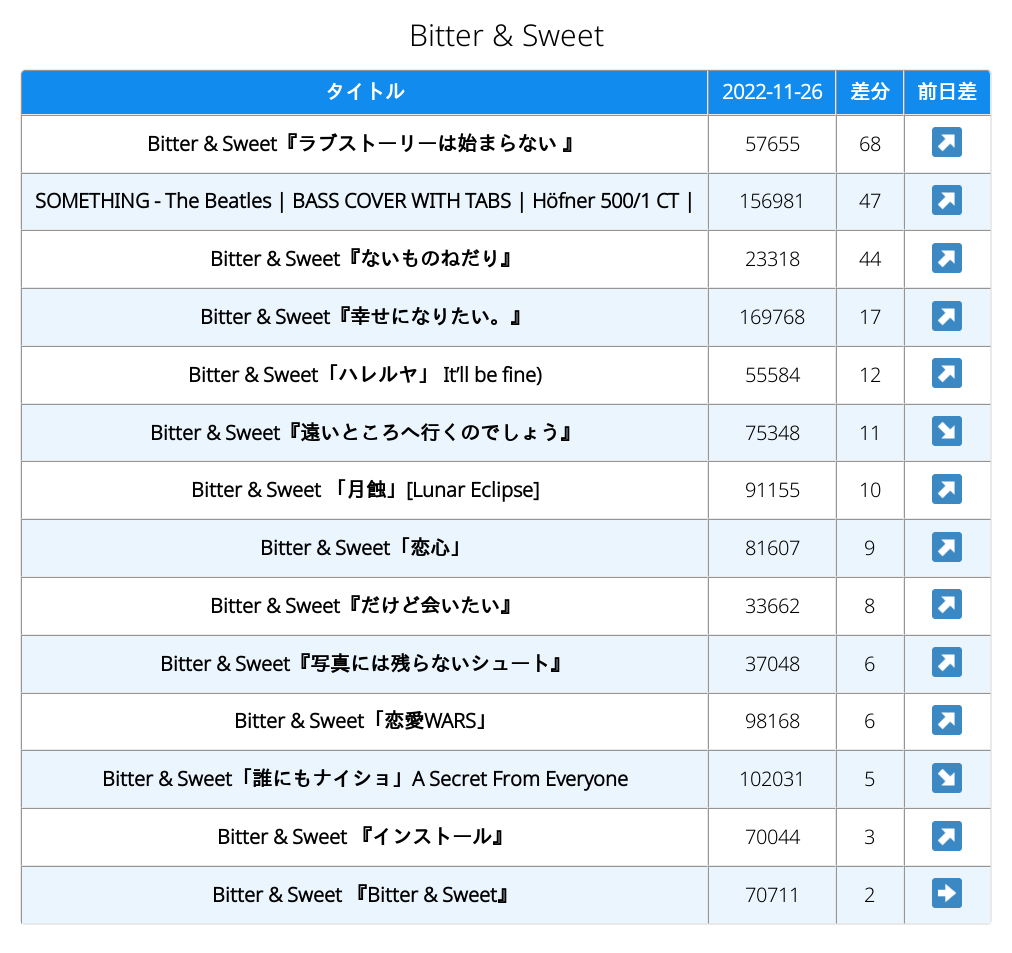 Bitter & Sweet
タイトル 2022-11-26 差分 前日差
Bitter & Sweet『ラブストーリーは始まらない 』 57655 68 ↗
SOMETHING - The Beatles | BASS COVER WITH TABS | Höfner 500/1 CT | 156981 47 ↗
Bitter & Sweet『ないものねだり』 23318 44 ↗
Bitter & Sweet『幸せになりたい。』 169768 17 ↗
Bitter & Sweet「ハレルヤ」 It’ll be fine) 55584 12 ↗
Bitter & Sweet『遠いところへ行くのでしょう』 75348 11 ↘
Bitter & Sweet 「月蝕」[Lunar Eclipse] 91155 10 ↗
Bitter & Sweet「恋心」 81607 9 ↗
Bitter & Sweet『だけど会いたい』 33662 8 ↗
Bitter & Sweet『写真には残らないシュート』 37048 6 ↗
Bitter & Sweet「恋愛WARS」 98168 6 ↗
Bitter & Sweet「誰にもナイショ」A Secret From Everyone 102031 5 ↘
Bitter & Sweet 『インストール』 70044 3 ↗
Bitter & Sweet 『Bitter & Sweet』 70711 2 ➡